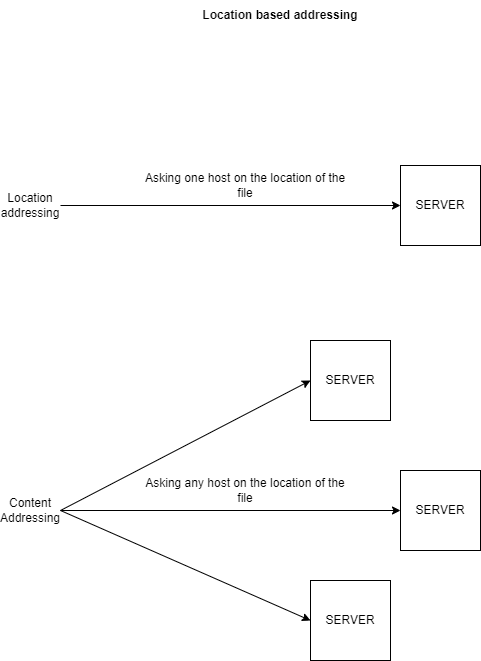 Location based addressing
Asking one host on the location of the
file
Location
addressing
SERVER
SERVER
Asking any host on the location of the
file
Content
Addressing
SERVER
SERVER